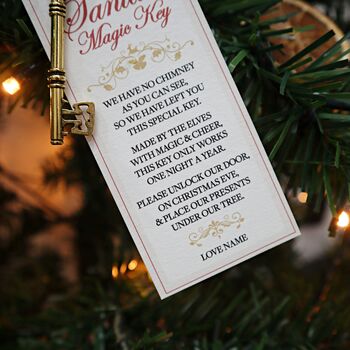 Magic Key
WE HAVE NO CHIMNEY
AS YOU CAN SEE,
SO WE HAVE LEFT YOU
THIS SPECIAL KEY.
MADE BY THE ELVES
WITH MAGIC & CHEER,
THIS KEY ONLY WORKS
ONE NIGHT A YEAR.
PLEASE UNLOCK OUR DOOR,
ON CHRISTMAS EVE,
& PLACE OUR PRESENTS
UNDER OUR TREE.
LOVE NAME